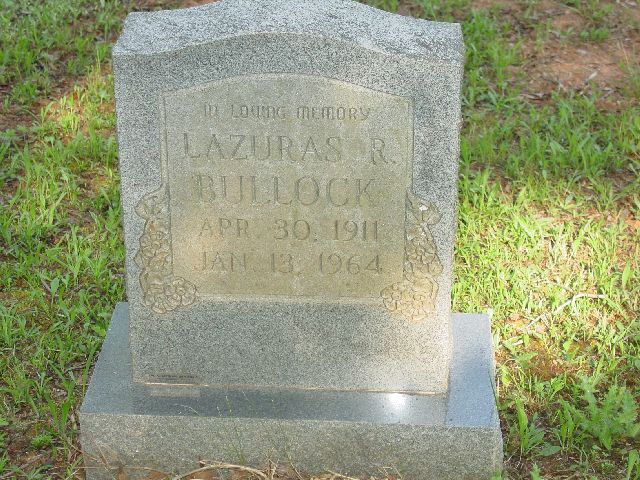 IN LOVING MEMORY
LAZURAS R.
BULLOCK
APR. 30, 1911
JAN. 13, 1964